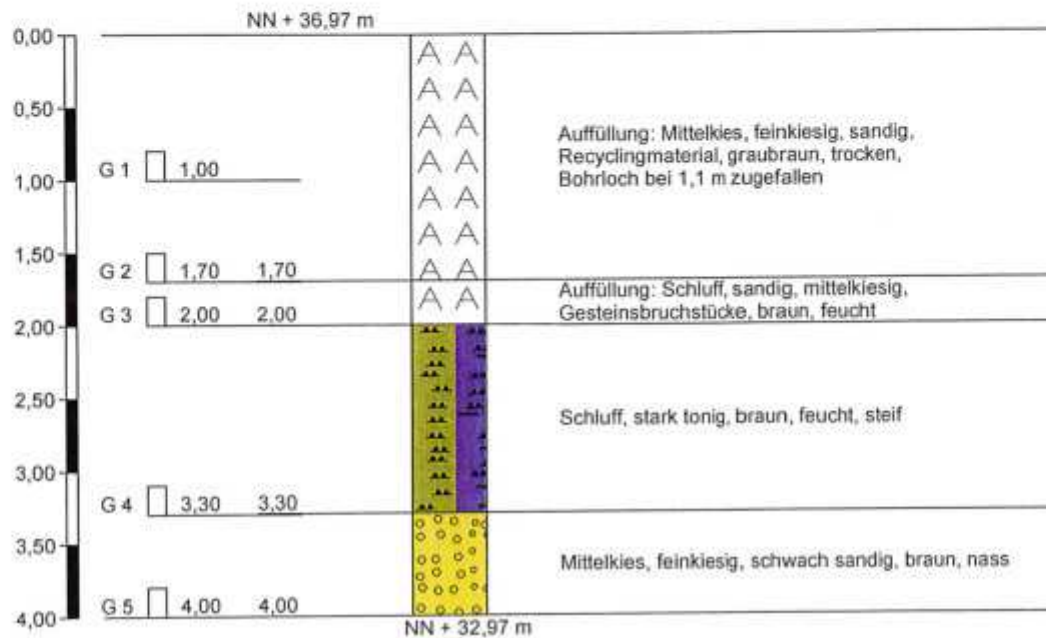 NN + 36,97 m
0,00
0,50
Auffüllung: Mittelkies, feinkiesig, sandig,
Recyclingmaterial, graubraun, trocken,
Bohrloch bei 1,1 m zugefallen
G 1 1,00
1,00
1,50
G 2 1,70 1,70
Auffüllung: Schluff, sandig, mittelkiesig,
Gesteinsbruchstücke, braun, feucht
G 3 2,00 2,00
2,00
2,50
Schluff, stark tonig, braun, feucht, steif
3,00
G 4 3,30 3,30
3,50
Mittelkies, feinkiesig, schwach sandig, braun, nass
G 5 4,00 4,00
4,00
NN + 32,97 m
A A
A A
A A
A A
A A
A A
A A
A A